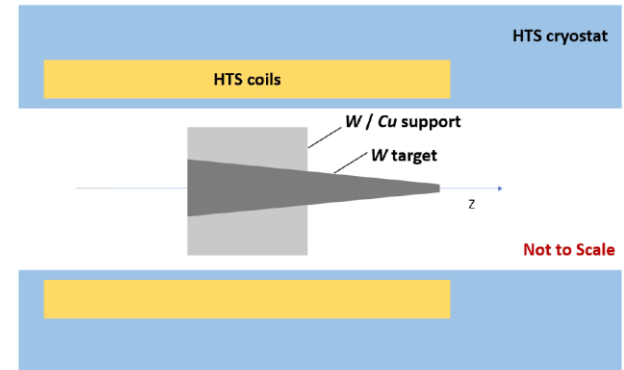 HTS cryostat
HTS coils
W / Cu support
W target
z
Not to Scale